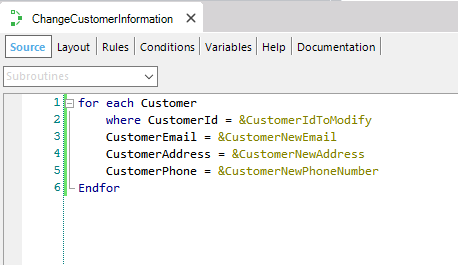 ChangeCustomerInformation ×
Source Layout Rules Conditions Variables Help Documentation
Subroutines
1 for each Customer
2 where CustomerId = &CustomerIdToModify
3 CustomerEmail = &CustomerNewEmail
4 CustomerAddress = &CustomerNewAddress
5 CustomerPhone = &CustomerNewPhoneNumber
6 Endfor